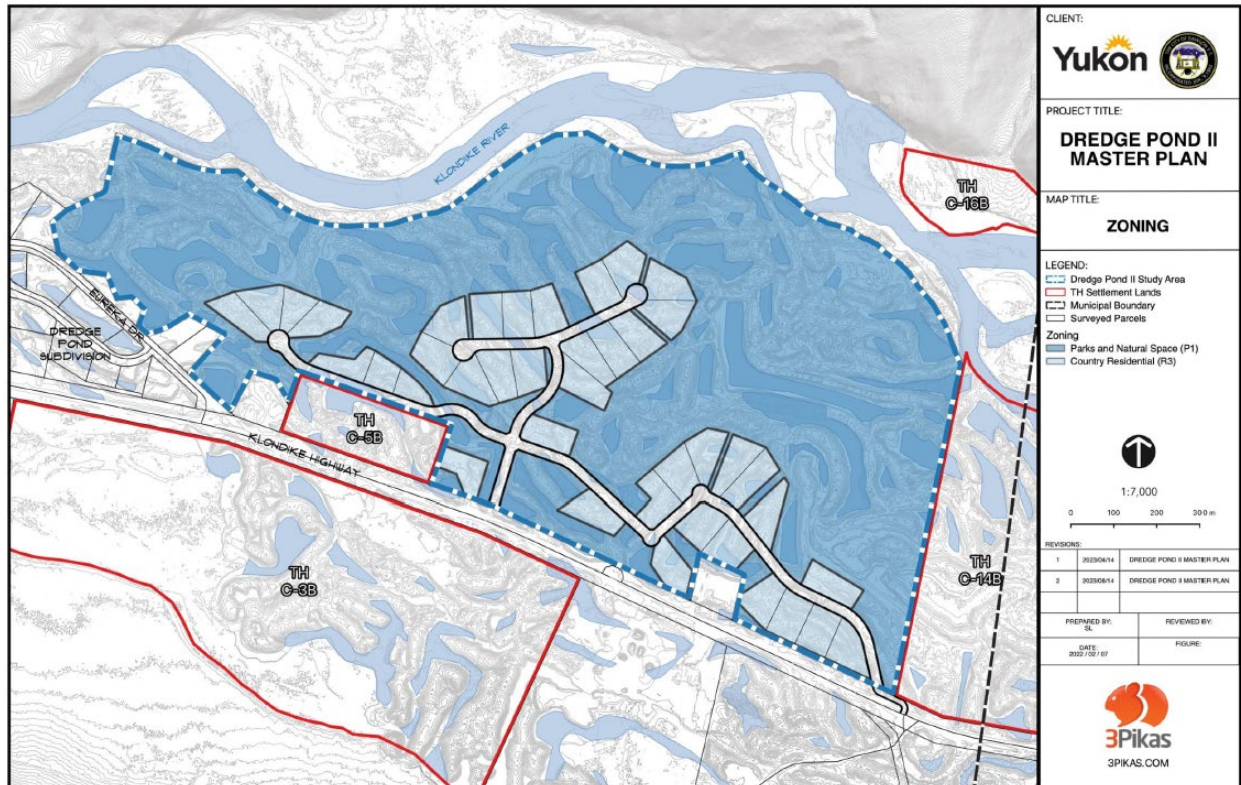 KLONDIKE RIVER
TH
C-16B
EUREKA DR
DREDGE
POND
SUBDIVISION
TH
C-5B
KLONDIKE HIGHWAY
TH
C-3B
TH
C-14B
CLIENT:
Yukon
PROJECT TITLE:
DREDGE POND II
MASTER PLAN
MAP TITLE:
ZONING
LEGEND:
Dredge Pond II Study Area
TH Settlement Lands
Municipal Boundary
Surveyed Parcels
Zoning
Parks and Natural Space (P1)
Country Residential (R3)
1:7,000
0 100 200 300 m
REVISIONS:
1 2023/04/14 DREDGE POND II MASTER PLAN
2 2023/08/14 DREDGE POND II MASTER PLAN
PREPARED BY: REVIEWED BY:
SL
DATE: FIGURE:
2022 / 02 / 07
3Pikas
3PIKAS.COM